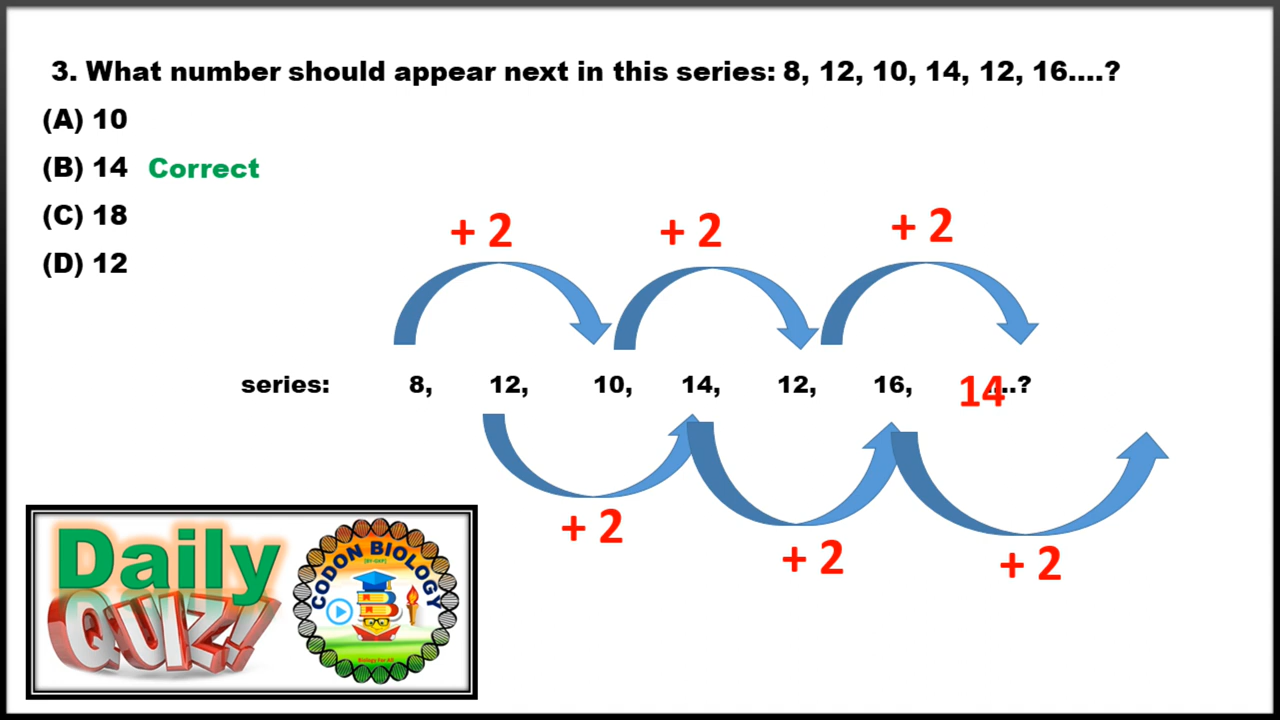 3. What number should appear next in this series: 8, 12, 10, 14, 12, 16....?
(A) 10
(B) 14 Correct
(C) 18
(D) 12
+ 2 + 2 + 2
series: 8, 12, 10, 14, 12, 16, 14...?
+ 2 + 2 + 2
Daily
QUIZ!
CODON BIOLOGY
Biology For All